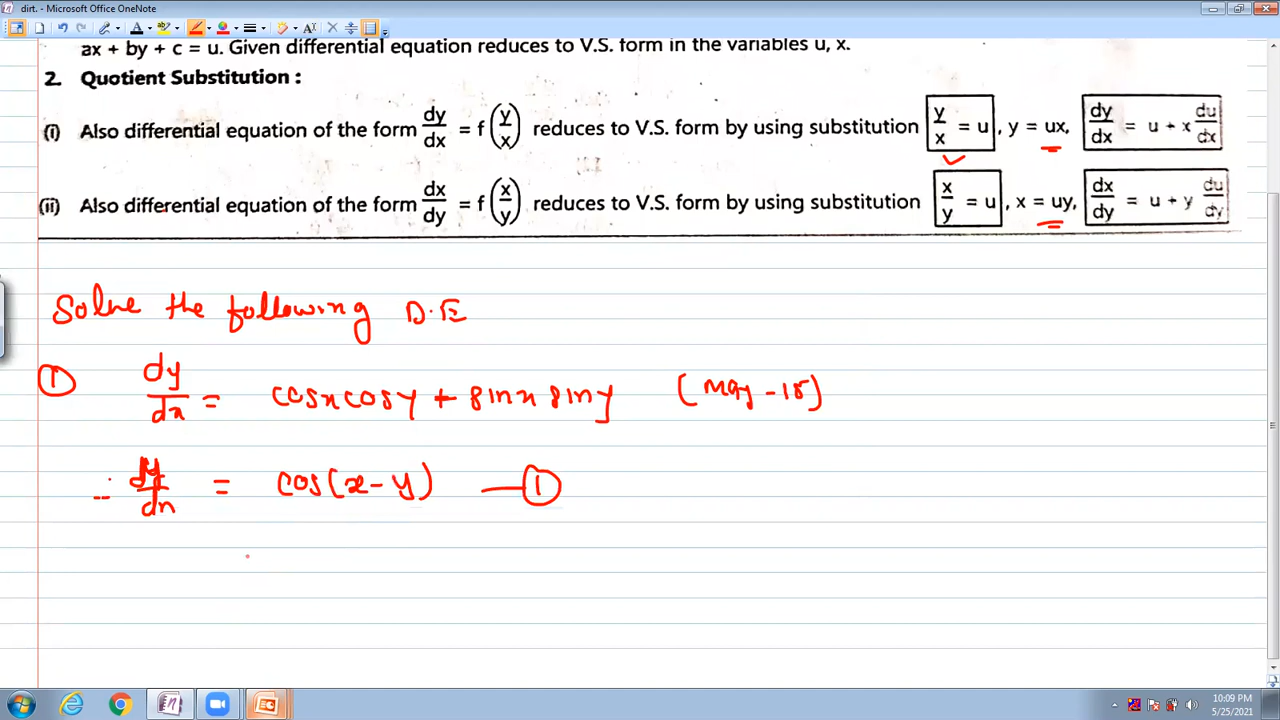 dirt. - Microsoft Office OneNote
ax + by + c = u. Given differential equation reduces to V.S. form in the variables u, x.
2. Quotient Substitution :
(i) Also differential equation of the form dy/dx = f(y/x) reduces to V.S. form by using substitution y/x = u, y = ux, dy/dx = u + x du/dx
(ii) Also differential equation of the form dx/dy = f(x/y) reduces to V.S. form by using substitution x/y = u, x = uy, dx/dy = u + y du/dy
Solve the following D.E
① dy/dx = cosx cosy + sinx siny (May-18)
∴ dy/dx = cos(x-y) —①
10:09 PM
5/25/2021